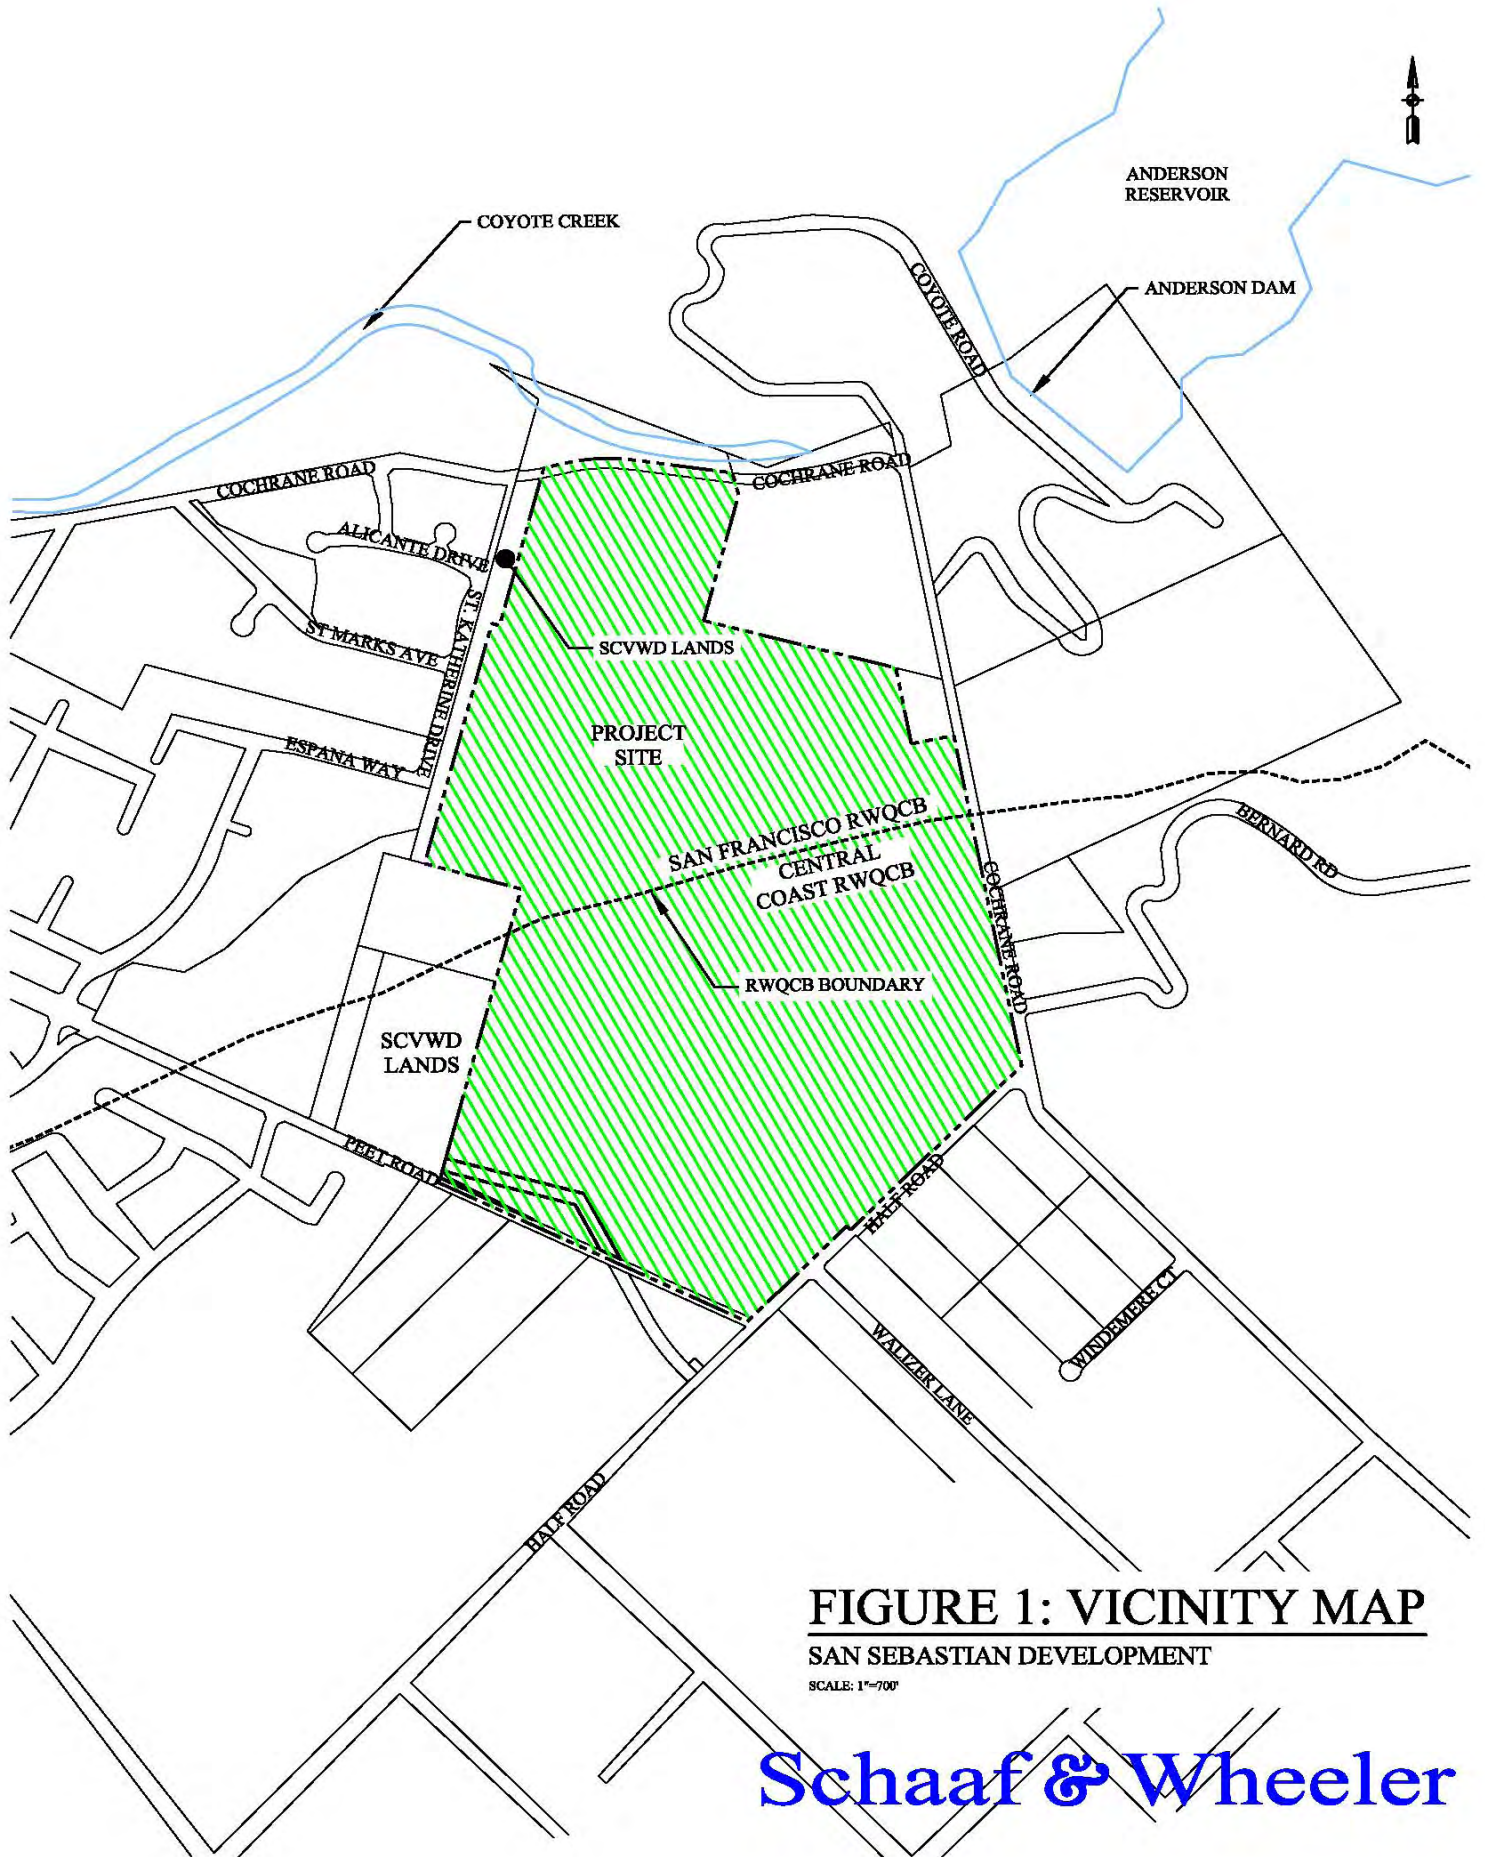 ANDERSON
RESERVOIR
COYOTE CREEK
COYOTE ROAD
ANDERSON DAM
COCHRANE ROAD
COCHRANE ROAD
ALICANTE DRIVE
ST. KATHERINE DRIVE
ST MARKS AVE
SCVWD LANDS
PROJECT
SITE
ESPANA WAY
SAN FRANCISCO RWQCB
CENTRAL
COAST RWQCB
BERNARD RD
COCHRANE ROAD
RWQCB BOUNDARY
SCVWD
LANDS
PEET ROAD
HALF ROAD
WINDEMERE CT
WALIZER LANE
HALF ROAD
FIGURE 1: VICINITY MAP
SAN SEBASTIAN DEVELOPMENT
SCALE: 1"=700'
Schaaf & Wheeler